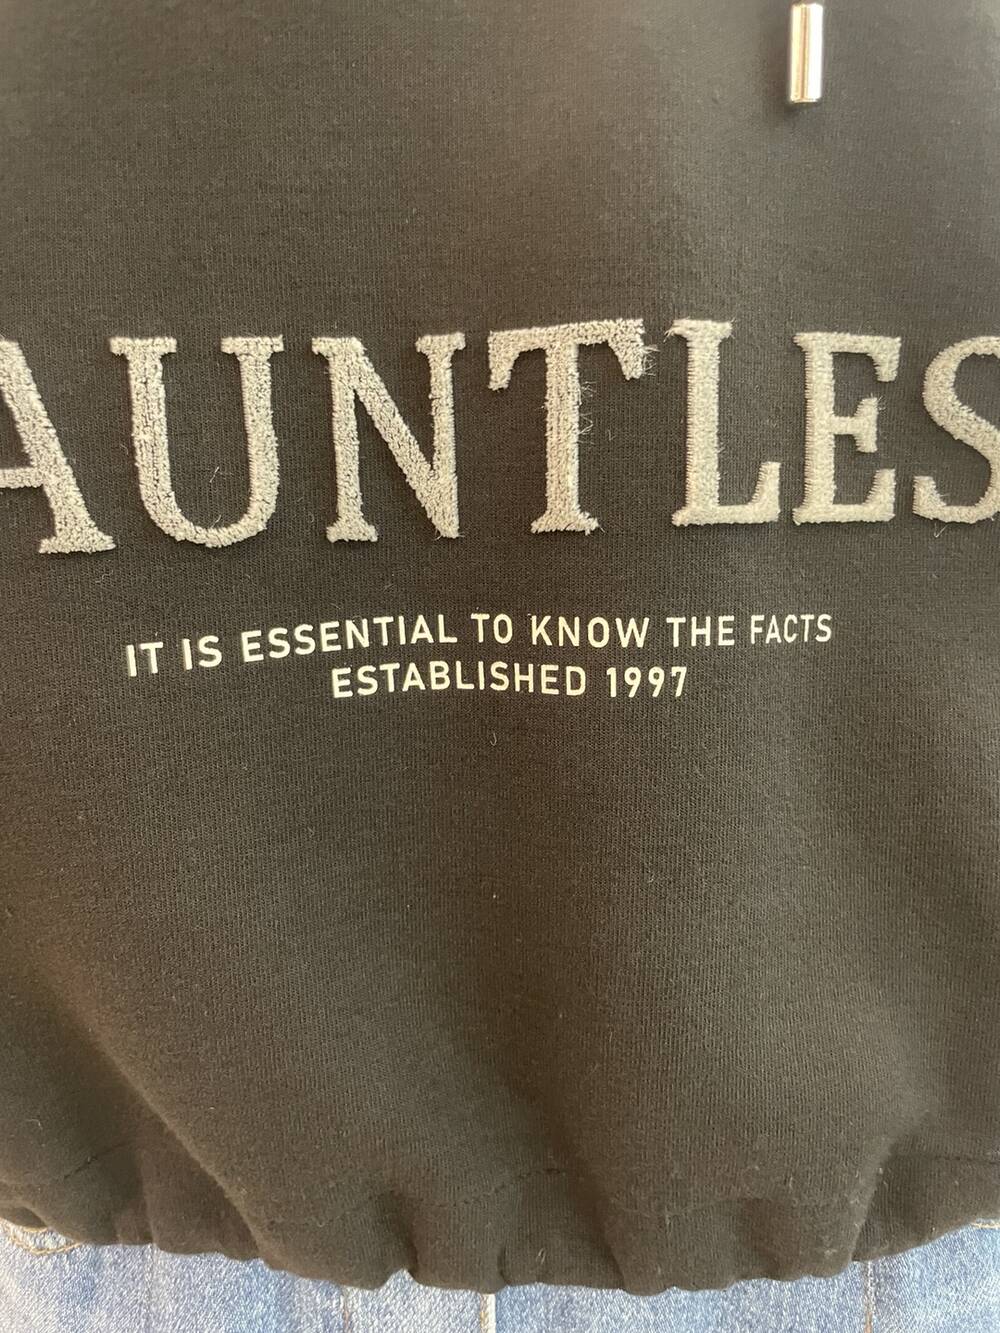 AUNTLES
IT IS ESSENTIAL TO KNOW THE FACTS
ESTABLISHED 1997